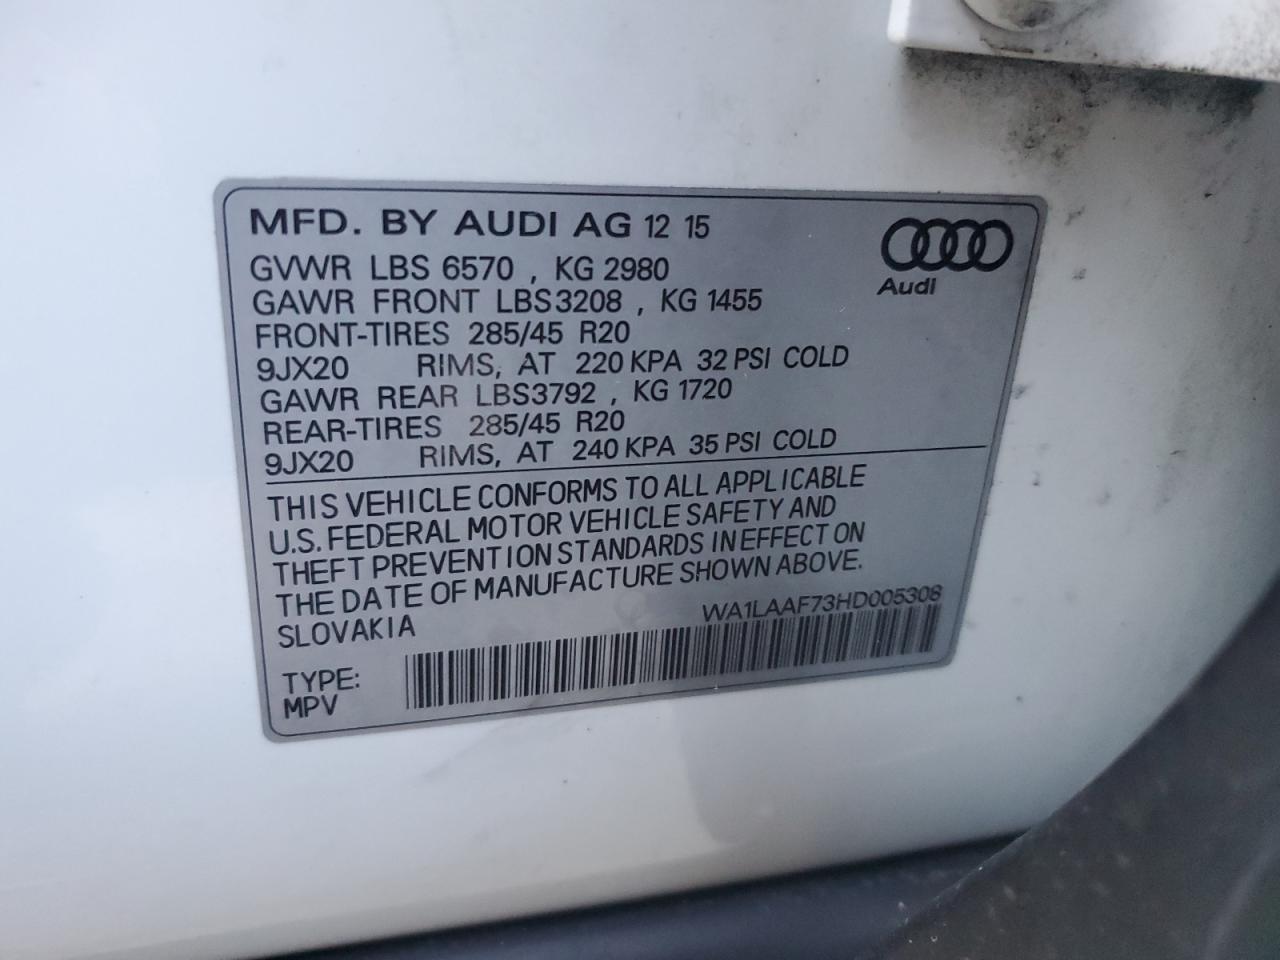 MFD. BY AUDI AG 12 15
GVWR LBS 6570 , KG 2980
Audi
GAWR FRONT LBS3208 , KG 1455
FRONT-TIRES 285/45 R20
9JX20 RIMS, AT 220 KPA 32 PSI COLD
GAWR REAR LBS3792 , KG 1720
REAR-TIRES 285/45 R20
9JX20 RIMS, AT 240 KPA 35 PSI COLD
THIS VEHICLE CONFORMS TO ALL APPLICABLE
U.S. FEDERAL MOTOR VEHICLE SAFETY AND
THEFT PREVENTION STANDARDS IN EFFECT ON
THE DATE OF MANUFACTURE SHOWN ABOVE.
SLOVAKIA
WA1LAAF73HD005308
TYPE:
MPV